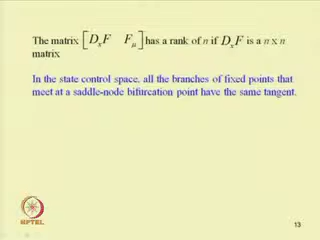 The matrix [ DₓF  F_μ ] has a rank of n if DₓF is a n x n
matrix
In the state control space, all the branches of fixed points that
meet at a saddle-node bifurcation point have the same tangent.
NPTEL
13